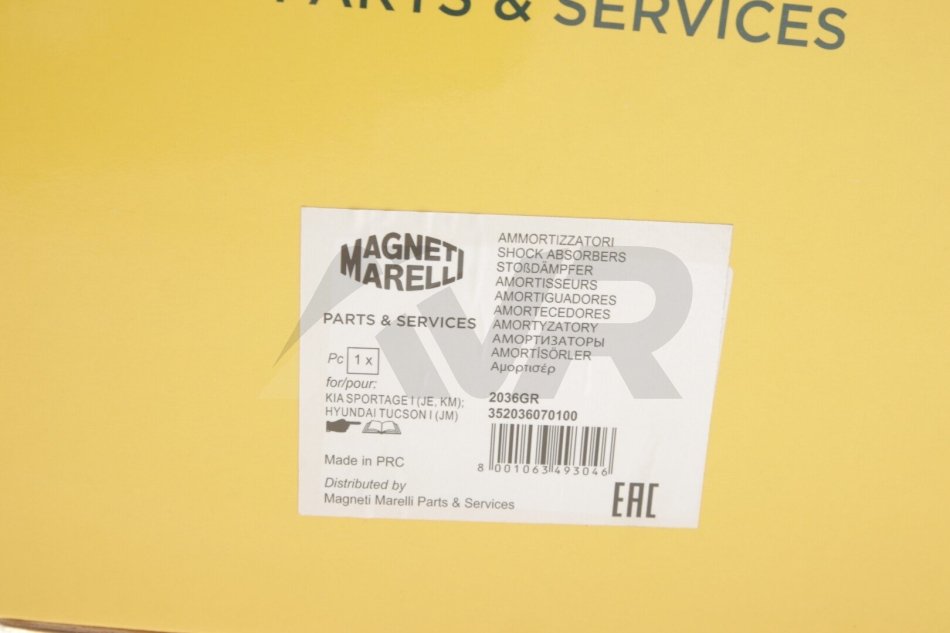 PARTS & SERVICES
MAGNETI
MARELLI
PARTS & SERVICES
Pc 1 x
for/pour:
KIA SPORTAGE I (JE, KM);
HYUNDAI TUCSON I (JM)
Made in PRC
Distributed by
Magneti Marelli Parts & Services
AMMORTIZZATORI
SHOCK ABSORBERS
STOßDÄMPFER
AMORTISSEURS
AMORTIGUADORES
AMORTECEDORES
AMORTYZATORY
АМОРТИЗАТОРЫ
AMORTİSÖRLER
Αμορτισέρ
2036GR
352036070100
8 001063 493046
EAC